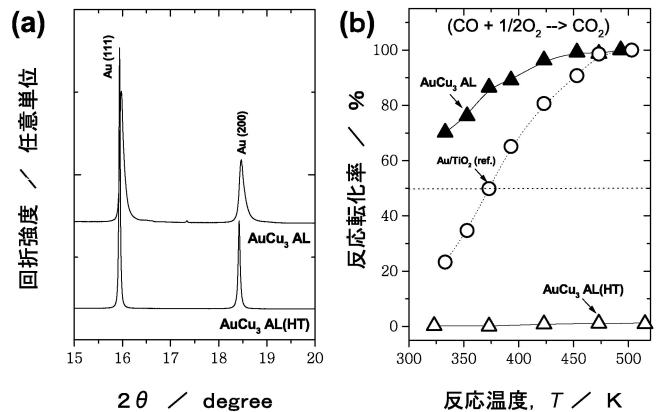 (a)
Au (111)
Au (200)
AuCu3 AL
AuCu3 AL(HT)
回折強度 / 任意単位
15 16 17 18 19 20
2θ / degree
(b)
(CO + 1/2O2 --> CO2)
AuCu3 AL
Au/TiO2 (ref.)
AuCu3 AL(HT)
反応転化率 / %
100
80
60
40
20
0
300 350 400 450 500
反応温度, T / K